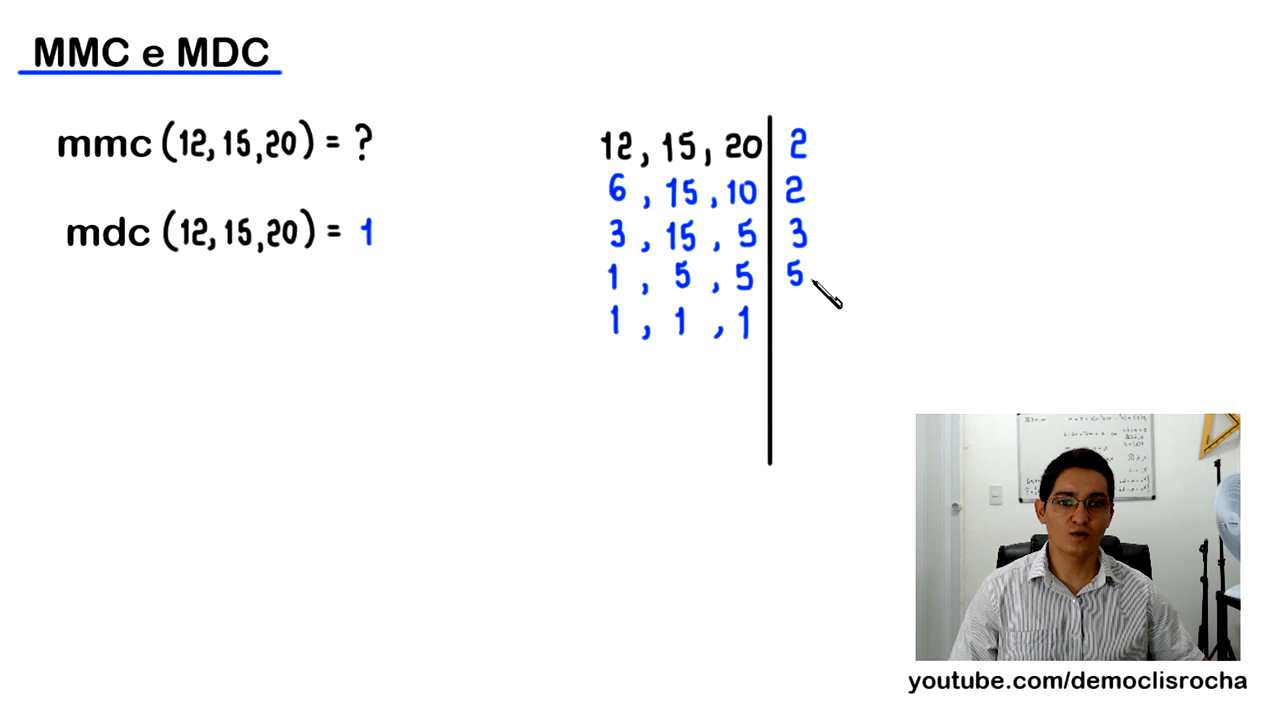 MMC e MDC
mmc (12, 15, 20) = ?
mdc (12, 15, 20) = 1
12 , 15 , 20 | 2
6 , 15 , 10 | 2
3 , 15 , 5 | 3
1 , 5 , 5 | 5
1 , 1 , 1
youtube.com/democlisrocha